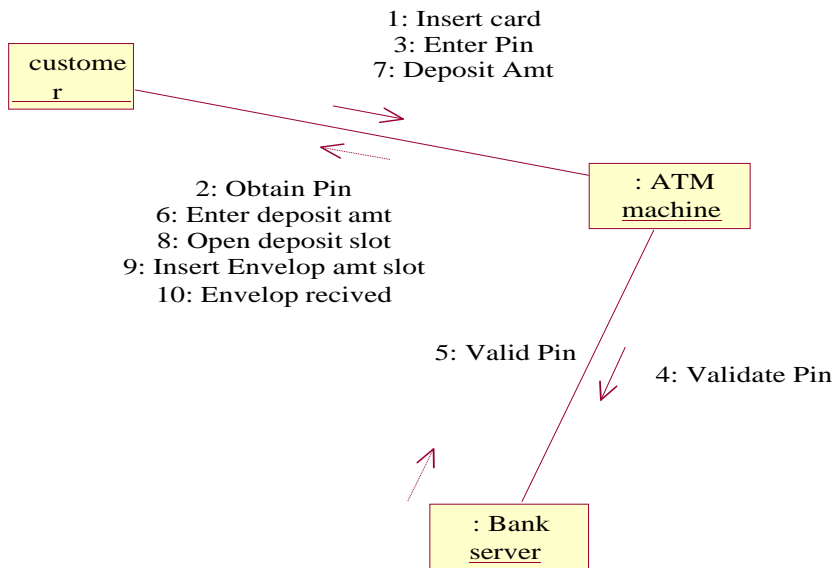 1: Insert card
3: Enter Pin
7: Deposit Amt
custome
r
2: Obtain Pin
6: Enter deposit amt
8: Open deposit slot
9: Insert Envelop amt slot
10: Envelop recived
: ATM
machine
5: Valid Pin
4: Validate Pin
: Bank
server